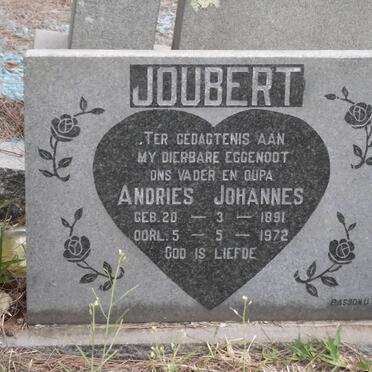 JOUBERT
TER GEDAGTENIS AAN
MY DIERBARE EGGENOOT
ONS VADER EN OUPA
ANDRIES JOHANNES
GEB. 20 – 3 – 1891
OORL. 5 – 5 – 1972
GOD IS LIEFDE
BASSON U